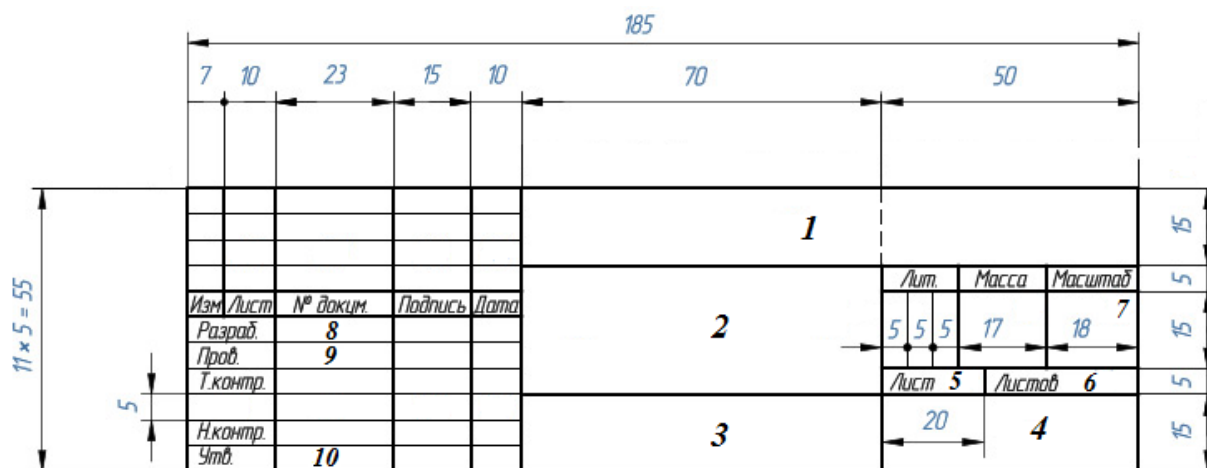 185
7 10 23 15 10 70 50
1
15
Лит. Масса Масштаб
5
Изм Лист № докум. Подпись Дата
7
11 x 5 = 55
Разраб. 8
2
5 5 5 17 18
15
Пров. 9
Т.контр.
Лист 5 Листов 6
5
5
Н.контр.
3
20
4
15
Утв. 10